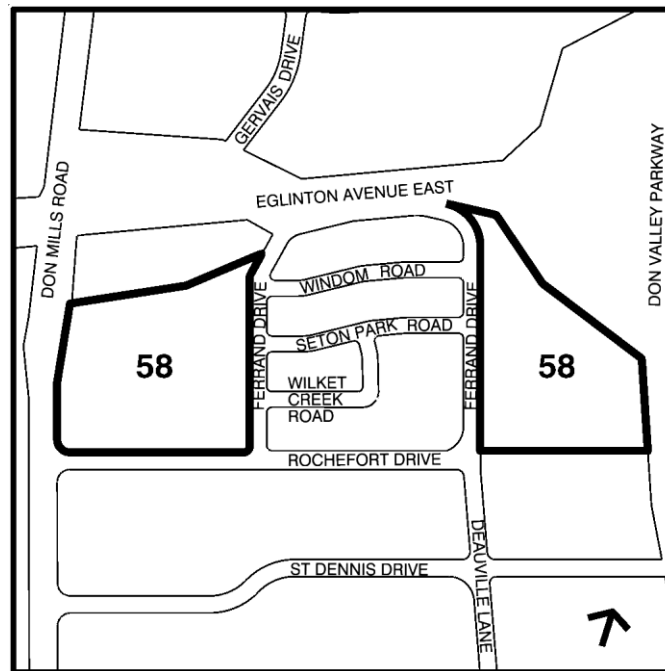 GERVAIS DRIVE
DON MILLS ROAD
EGLINTON AVENUE EAST
DON VALLEY PARKWAY
WINDOM ROAD
FERRAND DRIVE
SETON PARK ROAD
FERRAND DRIVE
58
58
WILKET
CREEK
ROAD
ROCHEFORT DRIVE
DEAUVILLE LANE
ST DENNIS DRIVE